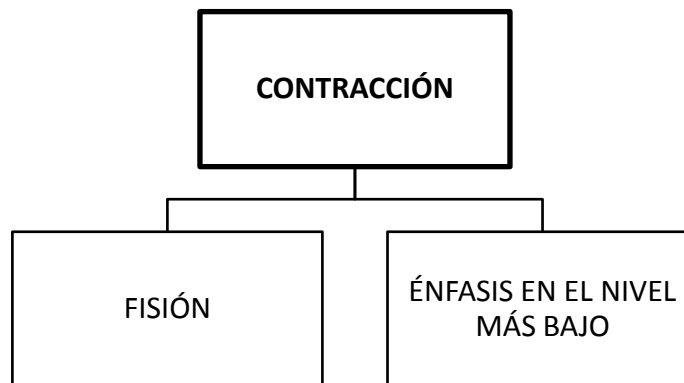 CONTRACCIÓN
FISIÓN
ÉNFASIS EN EL NIVEL
MÁS BAJO